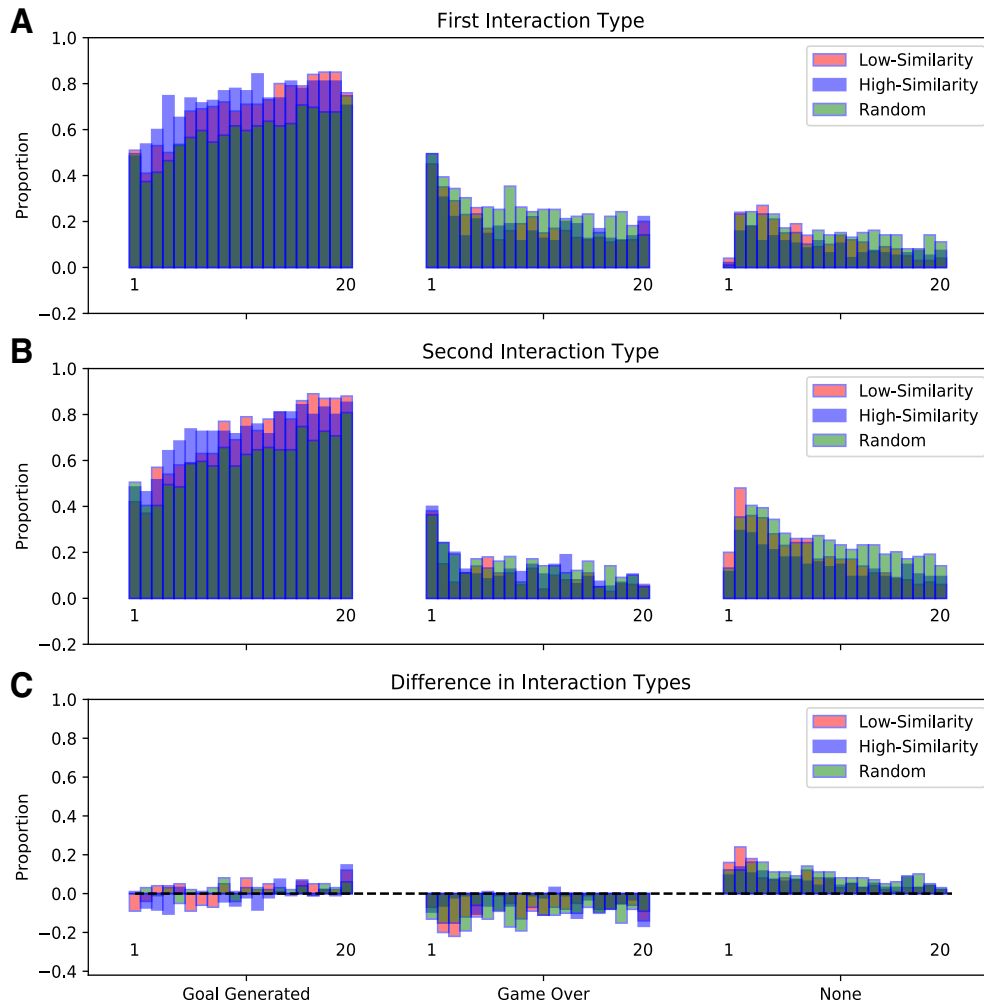 A
First Interaction Type
1.0
0.8
0.6
0.4
0.2
0.0
−0.2
Proportion
Low-Similarity
High-Similarity
Random
1 20 1 20 1 20
B
Second Interaction Type
1.0
0.8
0.6
0.4
0.2
0.0
−0.2
Proportion
Low-Similarity
High-Similarity
Random
1 20 1 20 1 20
C
Difference in Interaction Types
1.0
0.8
0.6
0.4
0.2
0.0
−0.2
−0.4
Proportion
Low-Similarity
High-Similarity
Random
1 20 1 20 1 20
Goal Generated Game Over None